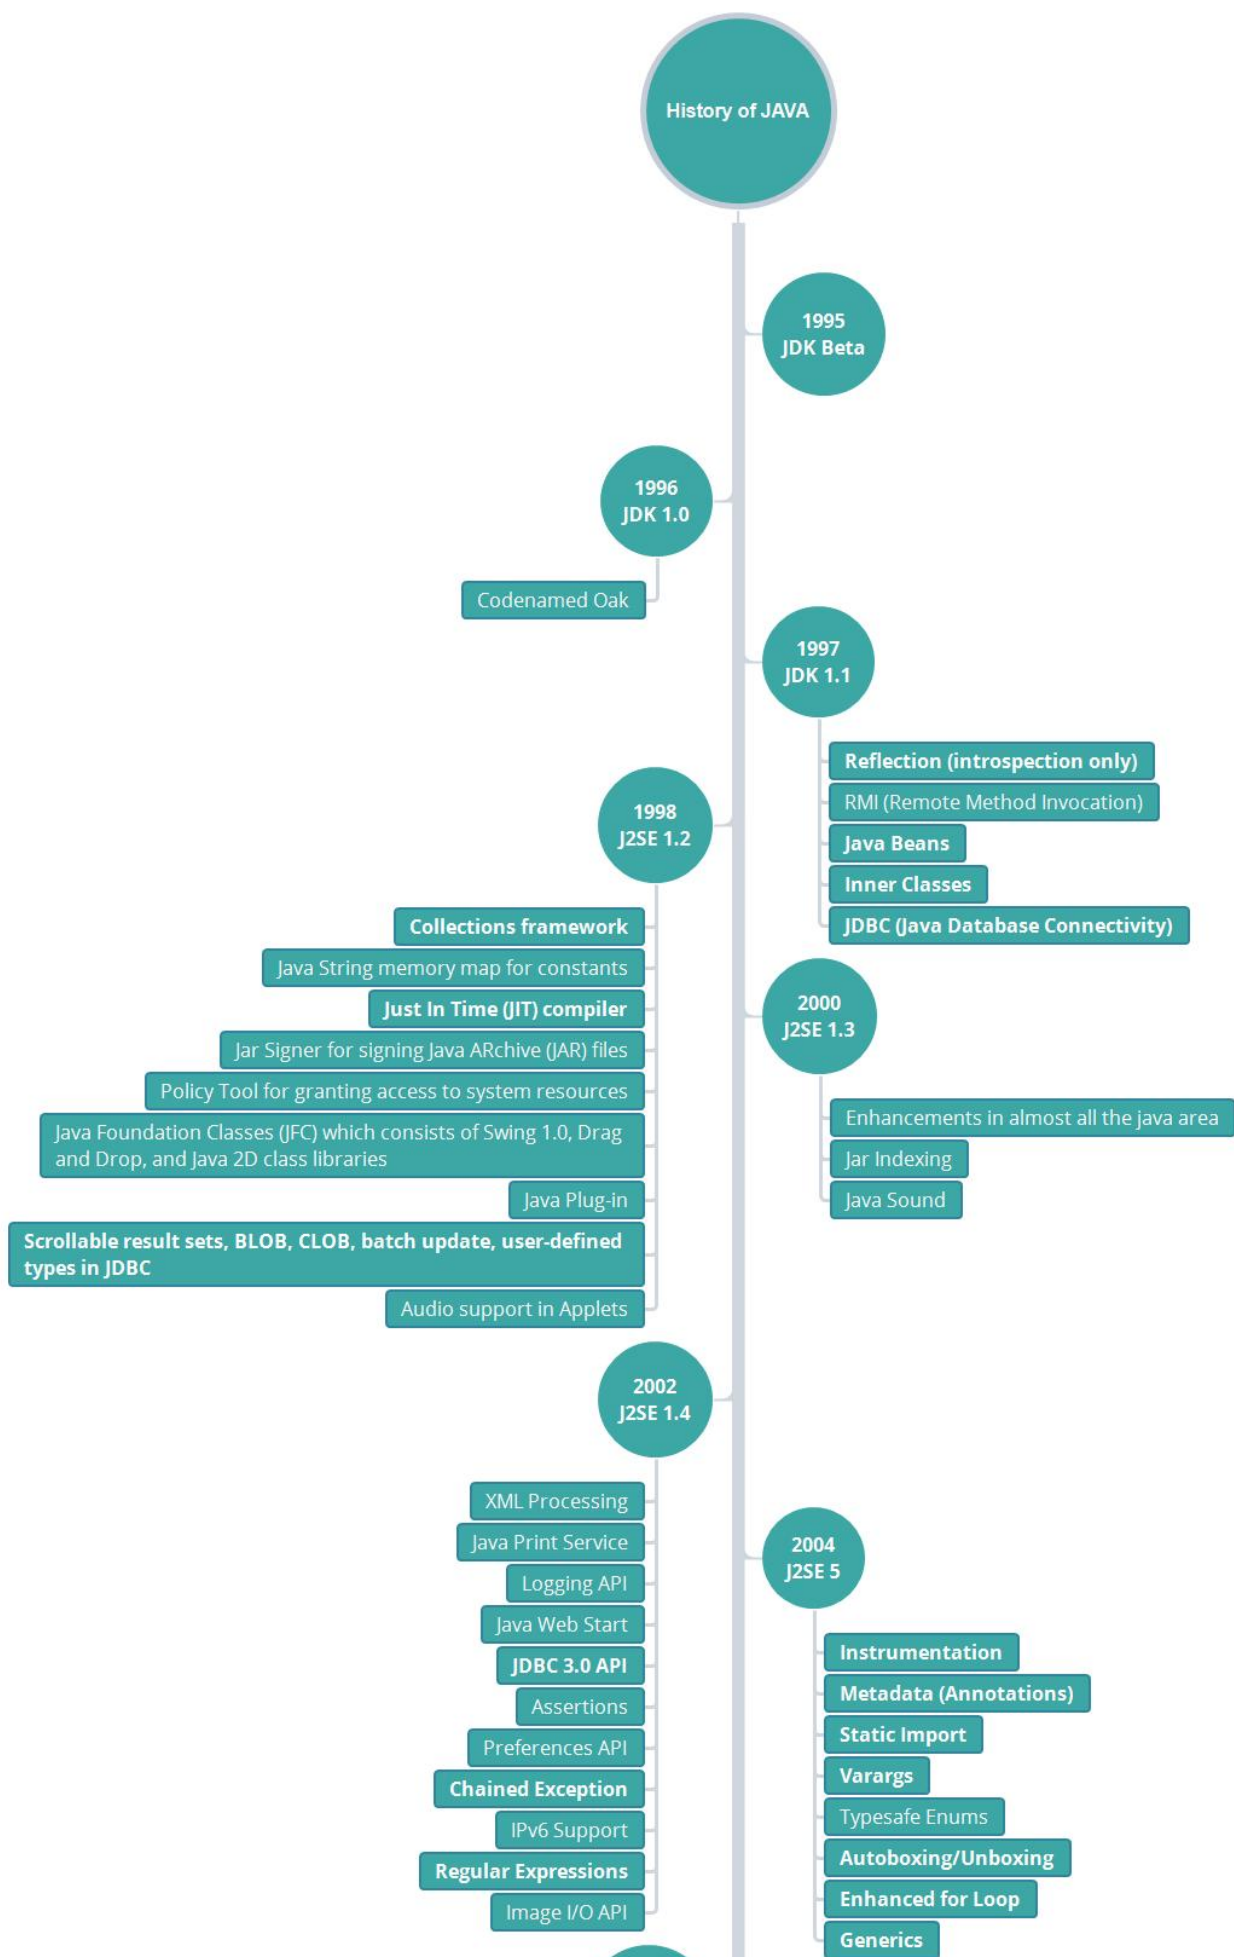 History of JAVA
1995
JDK Beta
1996
JDK 1.0
Codenamed Oak
1997
JDK 1.1
Reflection (introspection only)
RMI (Remote Method Invocation)
Java Beans
Inner Classes
JDBC (Java Database Connectivity)
1998
J2SE 1.2
Collections framework
Java String memory map for constants
Just In Time (JIT) compiler
Jar Signer for signing Java ARchive (JAR) files
Policy Tool for granting access to system resources
Java Foundation Classes (JFC) which consists of Swing 1.0, Drag
and Drop, and Java 2D class libraries
Java Plug-in
Scrollable result sets, BLOB, CLOB, batch update, user-defined
types in JDBC
Audio support in Applets
2000
J2SE 1.3
Enhancements in almost all the java area
Jar Indexing
Java Sound
2002
J2SE 1.4
XML Processing
Java Print Service
Logging API
Java Web Start
JDBC 3.0 API
Assertions
Preferences API
Chained Exception
IPv6 Support
Regular Expressions
Image I/O API
2004
J2SE 5
Instrumentation
Metadata (Annotations)
Static Import
Varargs
Typesafe Enums
Autoboxing/Unboxing
Enhanced for Loop
Generics